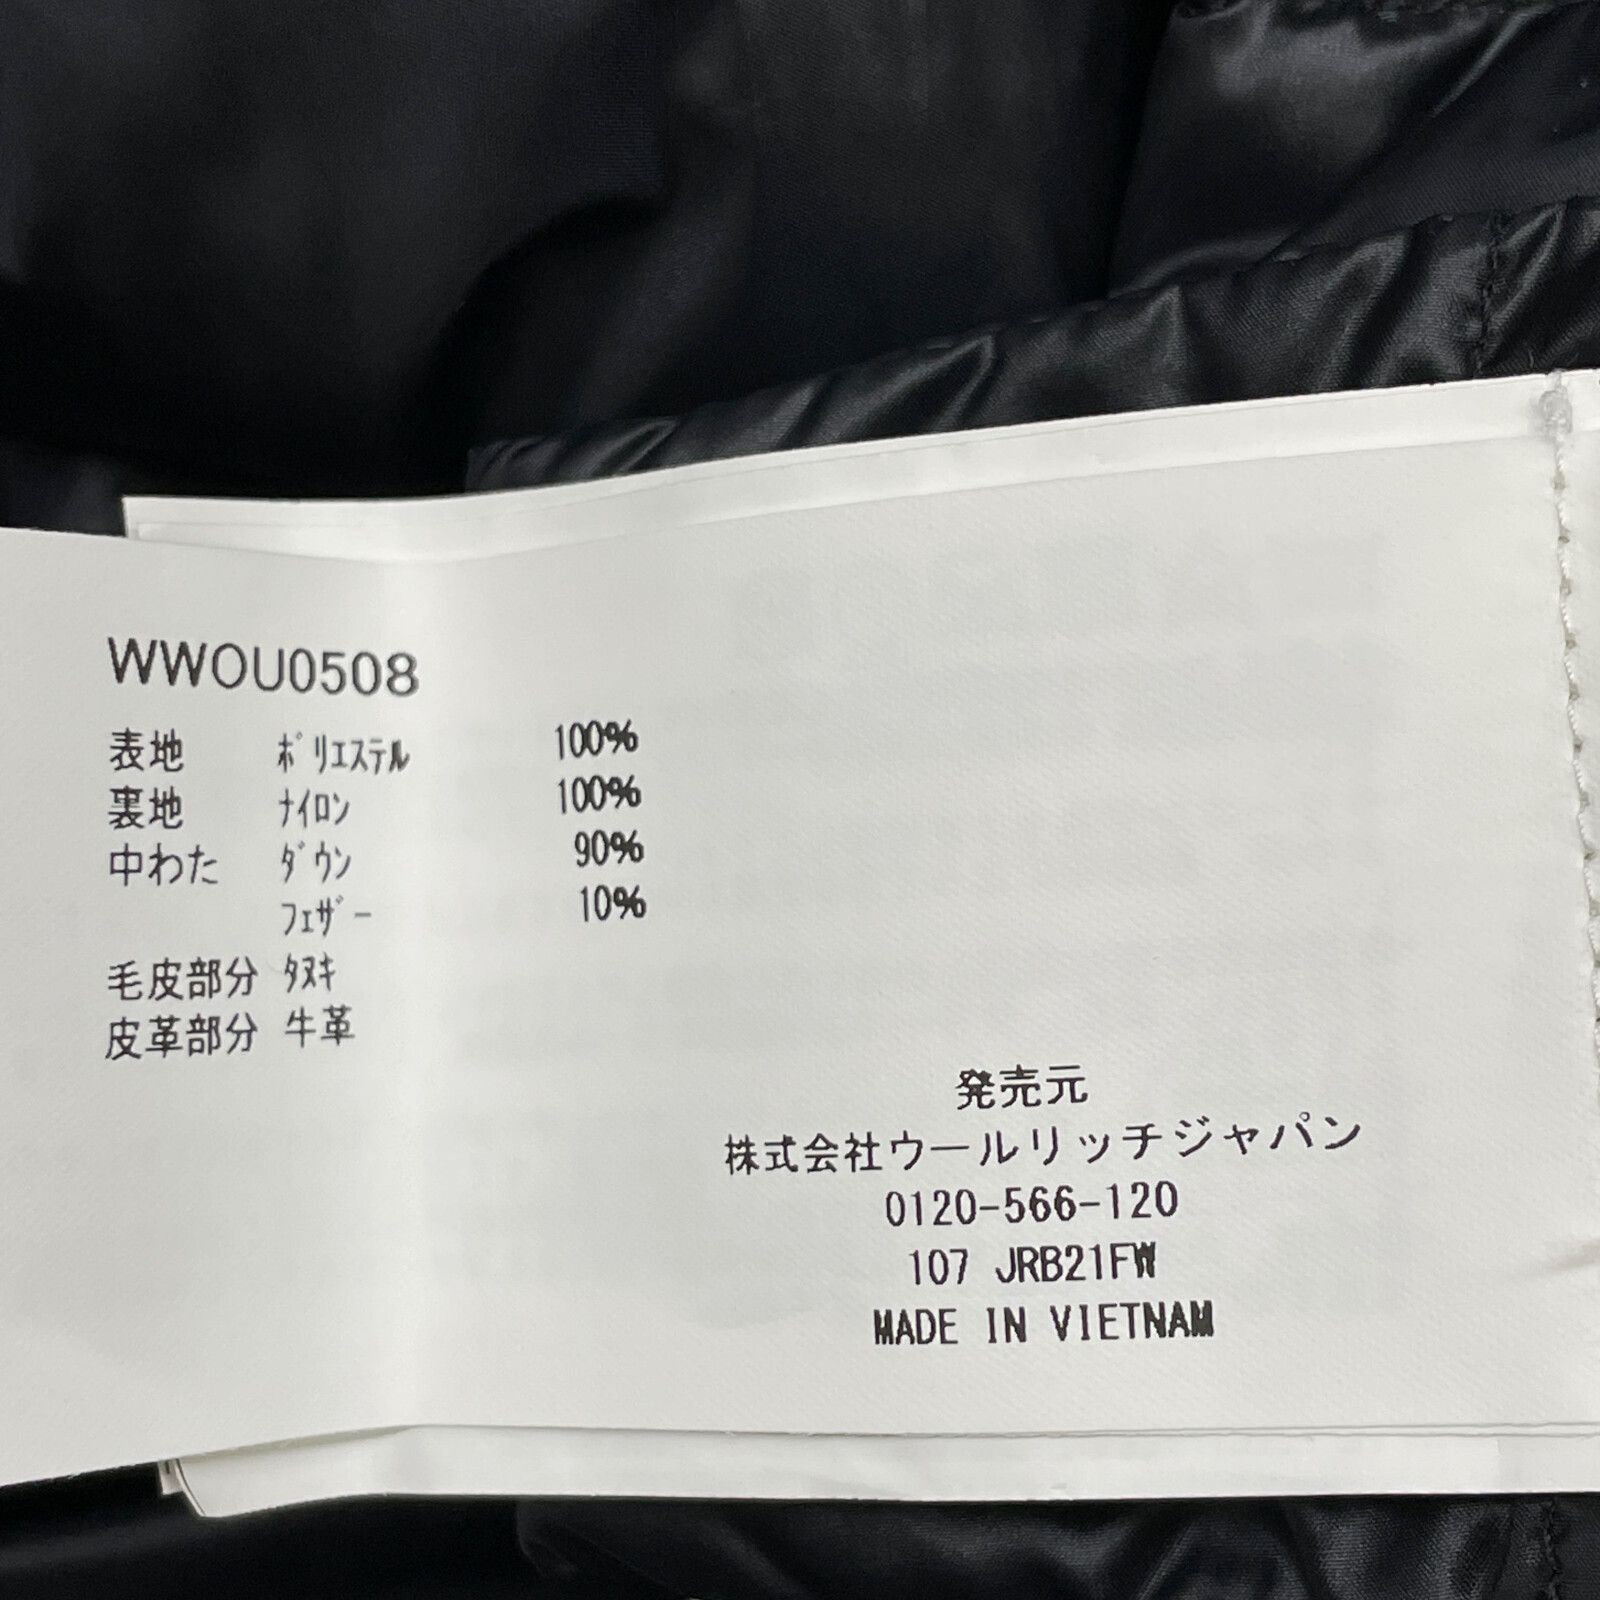 WWOU0508
表地 ポリエステル 100%
裏地 ナイロン 100%
中わた ダウン 90%
フェザー 10%
毛皮部分 タヌキ
皮革部分 牛革
発売元
株式会社ウールリッチジャパン
0120-566-120
107 JRB21FW
MADE IN VIETNAM